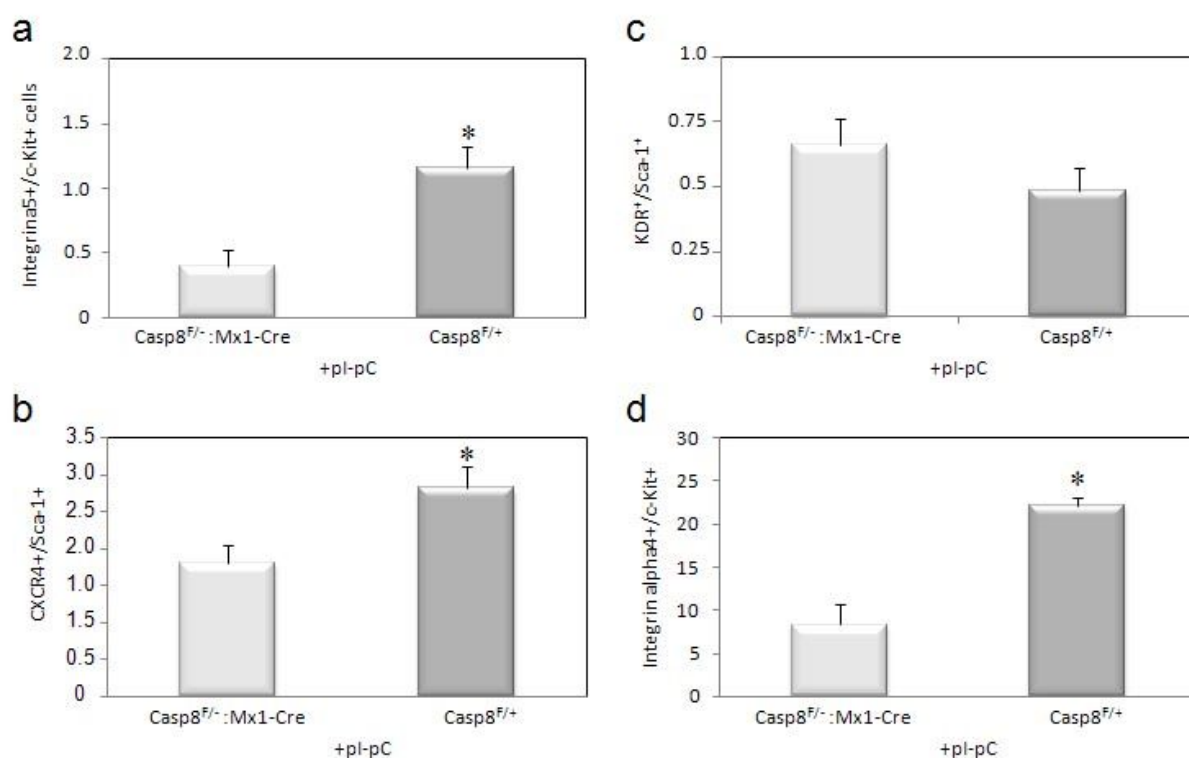 a
2.0
1.5
1.0
0.5
0
Integrina5+/c-Kit+ cells
*
Casp8F/- :Mx1-Cre
Casp8F/+
+pI-pC
b
3.5
3.0
2.0
1.0
1.5
0.5
0
CXCR4+/Sca-1+
*
Casp8F/- :Mx1-Cre
Casp8F/+
+pI-pC
c
1.0
0.75
0.5
0.25
0
KDR+/Sca-1+
Casp8F/- :Mx1-Cre
Casp8F/+
+pI-pC
d
30
25
20
15
10
5
0
Integrin alpha4+/c-Kit+
*
Casp8F/- :Mx1-Cre
Casp8F/+
+pI-pC